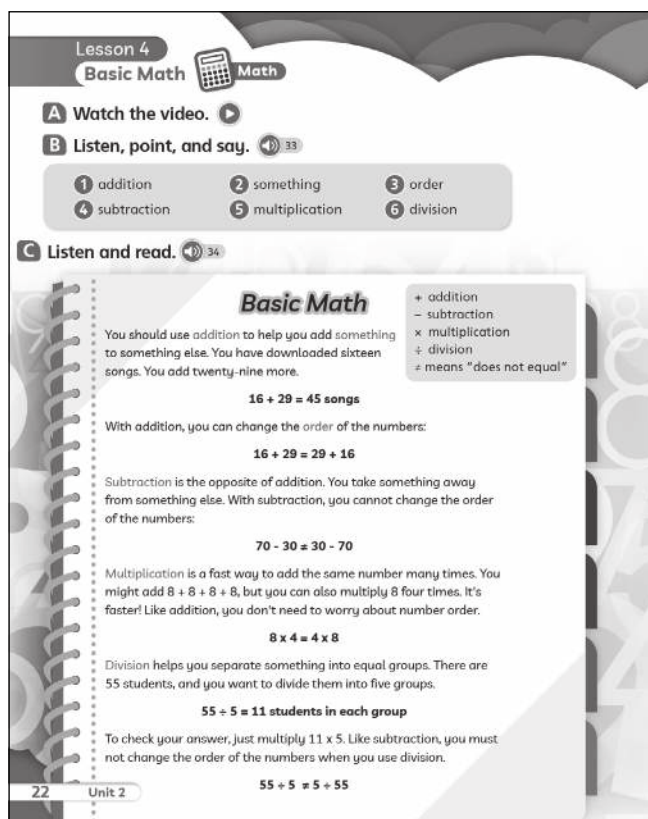 Lesson 4
Basic Math
Math
A Watch the video.
B Listen, point, and say. 33
1 addition 2 something 3 order
4 subtraction 5 multiplication 6 division
C Listen and read. 34
Basic Math
+ addition
− subtraction
× multiplication
÷ division
≠ means "does not equal"
You should use addition to help you add something
to something else. You have downloaded sixteen
songs. You add twenty-nine more.
16 + 29 = 45 songs
With addition, you can change the order of the numbers:
16 + 29 = 29 + 16
Subtraction is the opposite of addition. You take something away
from something else. With subtraction, you cannot change the order
of the numbers:
70 - 30 ≠ 30 - 70
Multiplication is a fast way to add the same number many times. You
might add 8 + 8 + 8 + 8, but you can also multiply 8 four times. It's
faster! Like addition, you don't need to worry about number order.
8 x 4 = 4 x 8
Division helps you separate something into equal groups. There are
55 students, and you want to divide them into five groups.
55 ÷ 5 = 11 students in each group
To check your answer, just multiply 11 x 5. Like subtraction, you must
not change the order of the numbers when you use division.
55 ÷ 5 ≠ 5 ÷ 55
22 Unit 2